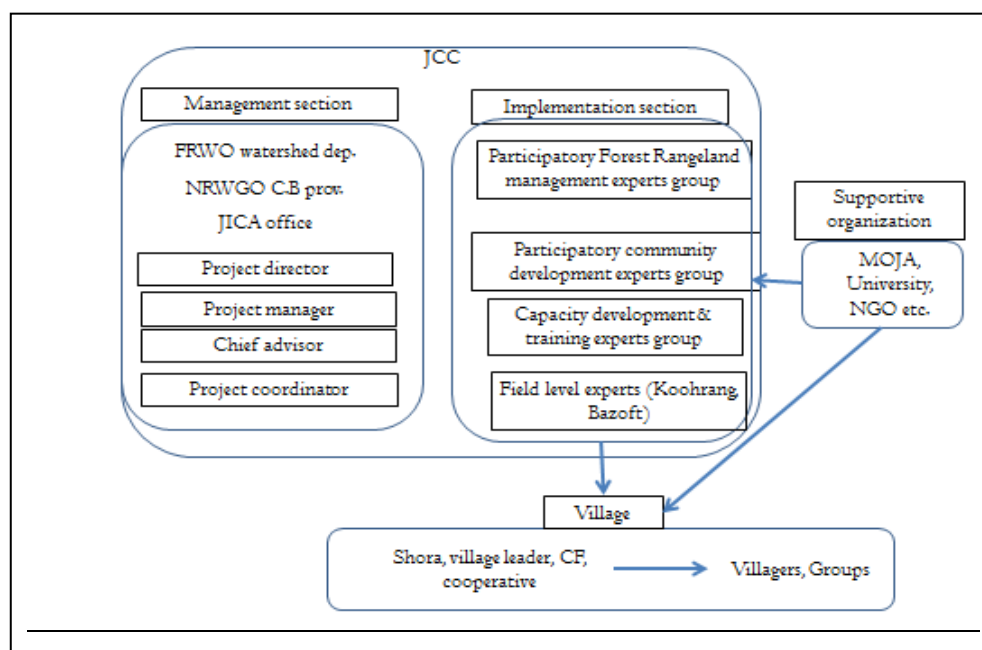 JCC
Management section
FRWO watershed dep.
NRWGO C.B prov.
JICA office
Project director
Project manager
Chief advisor
Project coordinator
Implementation section
Participatory Forest Rangeland
management experts group
Participatory community
development experts group
Capacity development &
training experts group
Field level experts (Koohrang,
Bazoft)
Supportive
organization
MOJA,
University,
NGO etc.
Village
Shora, village leader, CF,
cooperative
Villagers, Groups